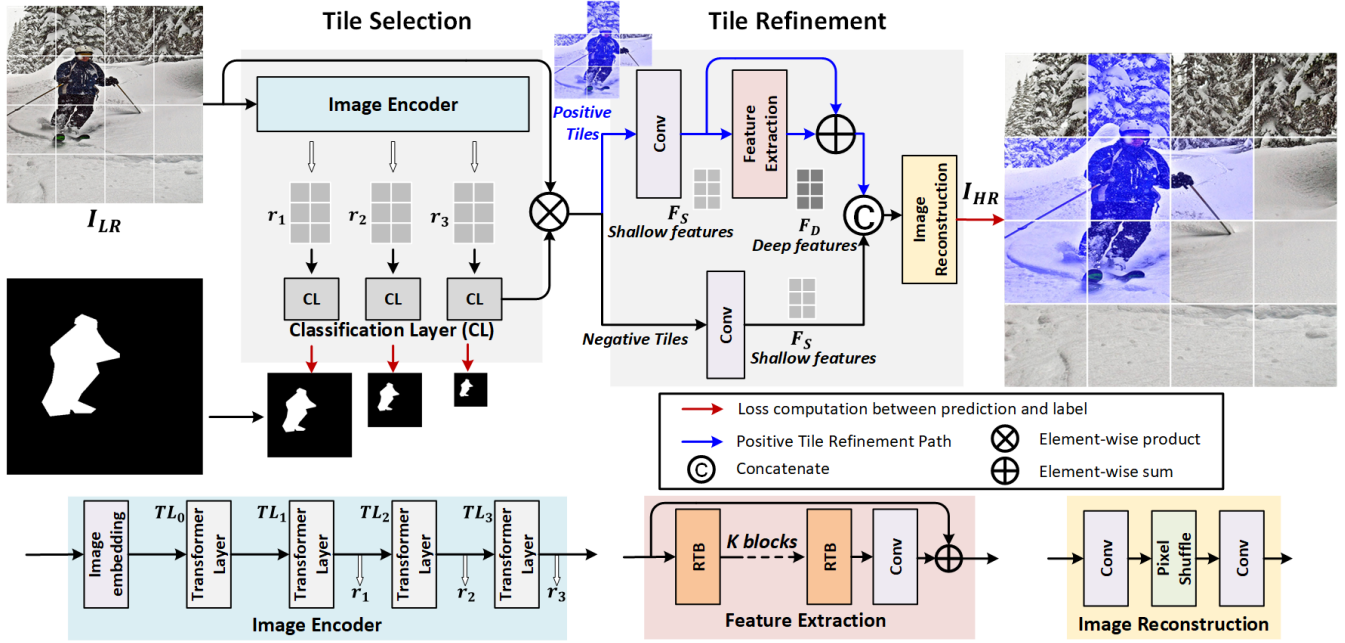 Tile Selection
Tile Refinement
Image Encoder
r1
r2
r3
CL
CL
CL
Classification Layer (CL)
I_LR
Positive
Tiles
Conv
Feature
Extraction
F_S
Shallow features
F_D
Deep features
C
Image
Reconstruction
I_HR
Negative Tiles
Conv
F_S
Shallow features
Loss computation between prediction and label
Positive Tile Refinement Path
Element-wise product
C
Concatenate
Element-wise sum
Image
embedding
TL0
Transformer
Layer
TL1
Transformer
Layer
r1
TL2
Transformer
Layer
r2
TL3
Transformer
Layer
r3
Image Encoder
RTB
K blocks
RTB
Conv
Feature Extraction
Conv
Pixel
Shuffle
Conv
Image Reconstruction